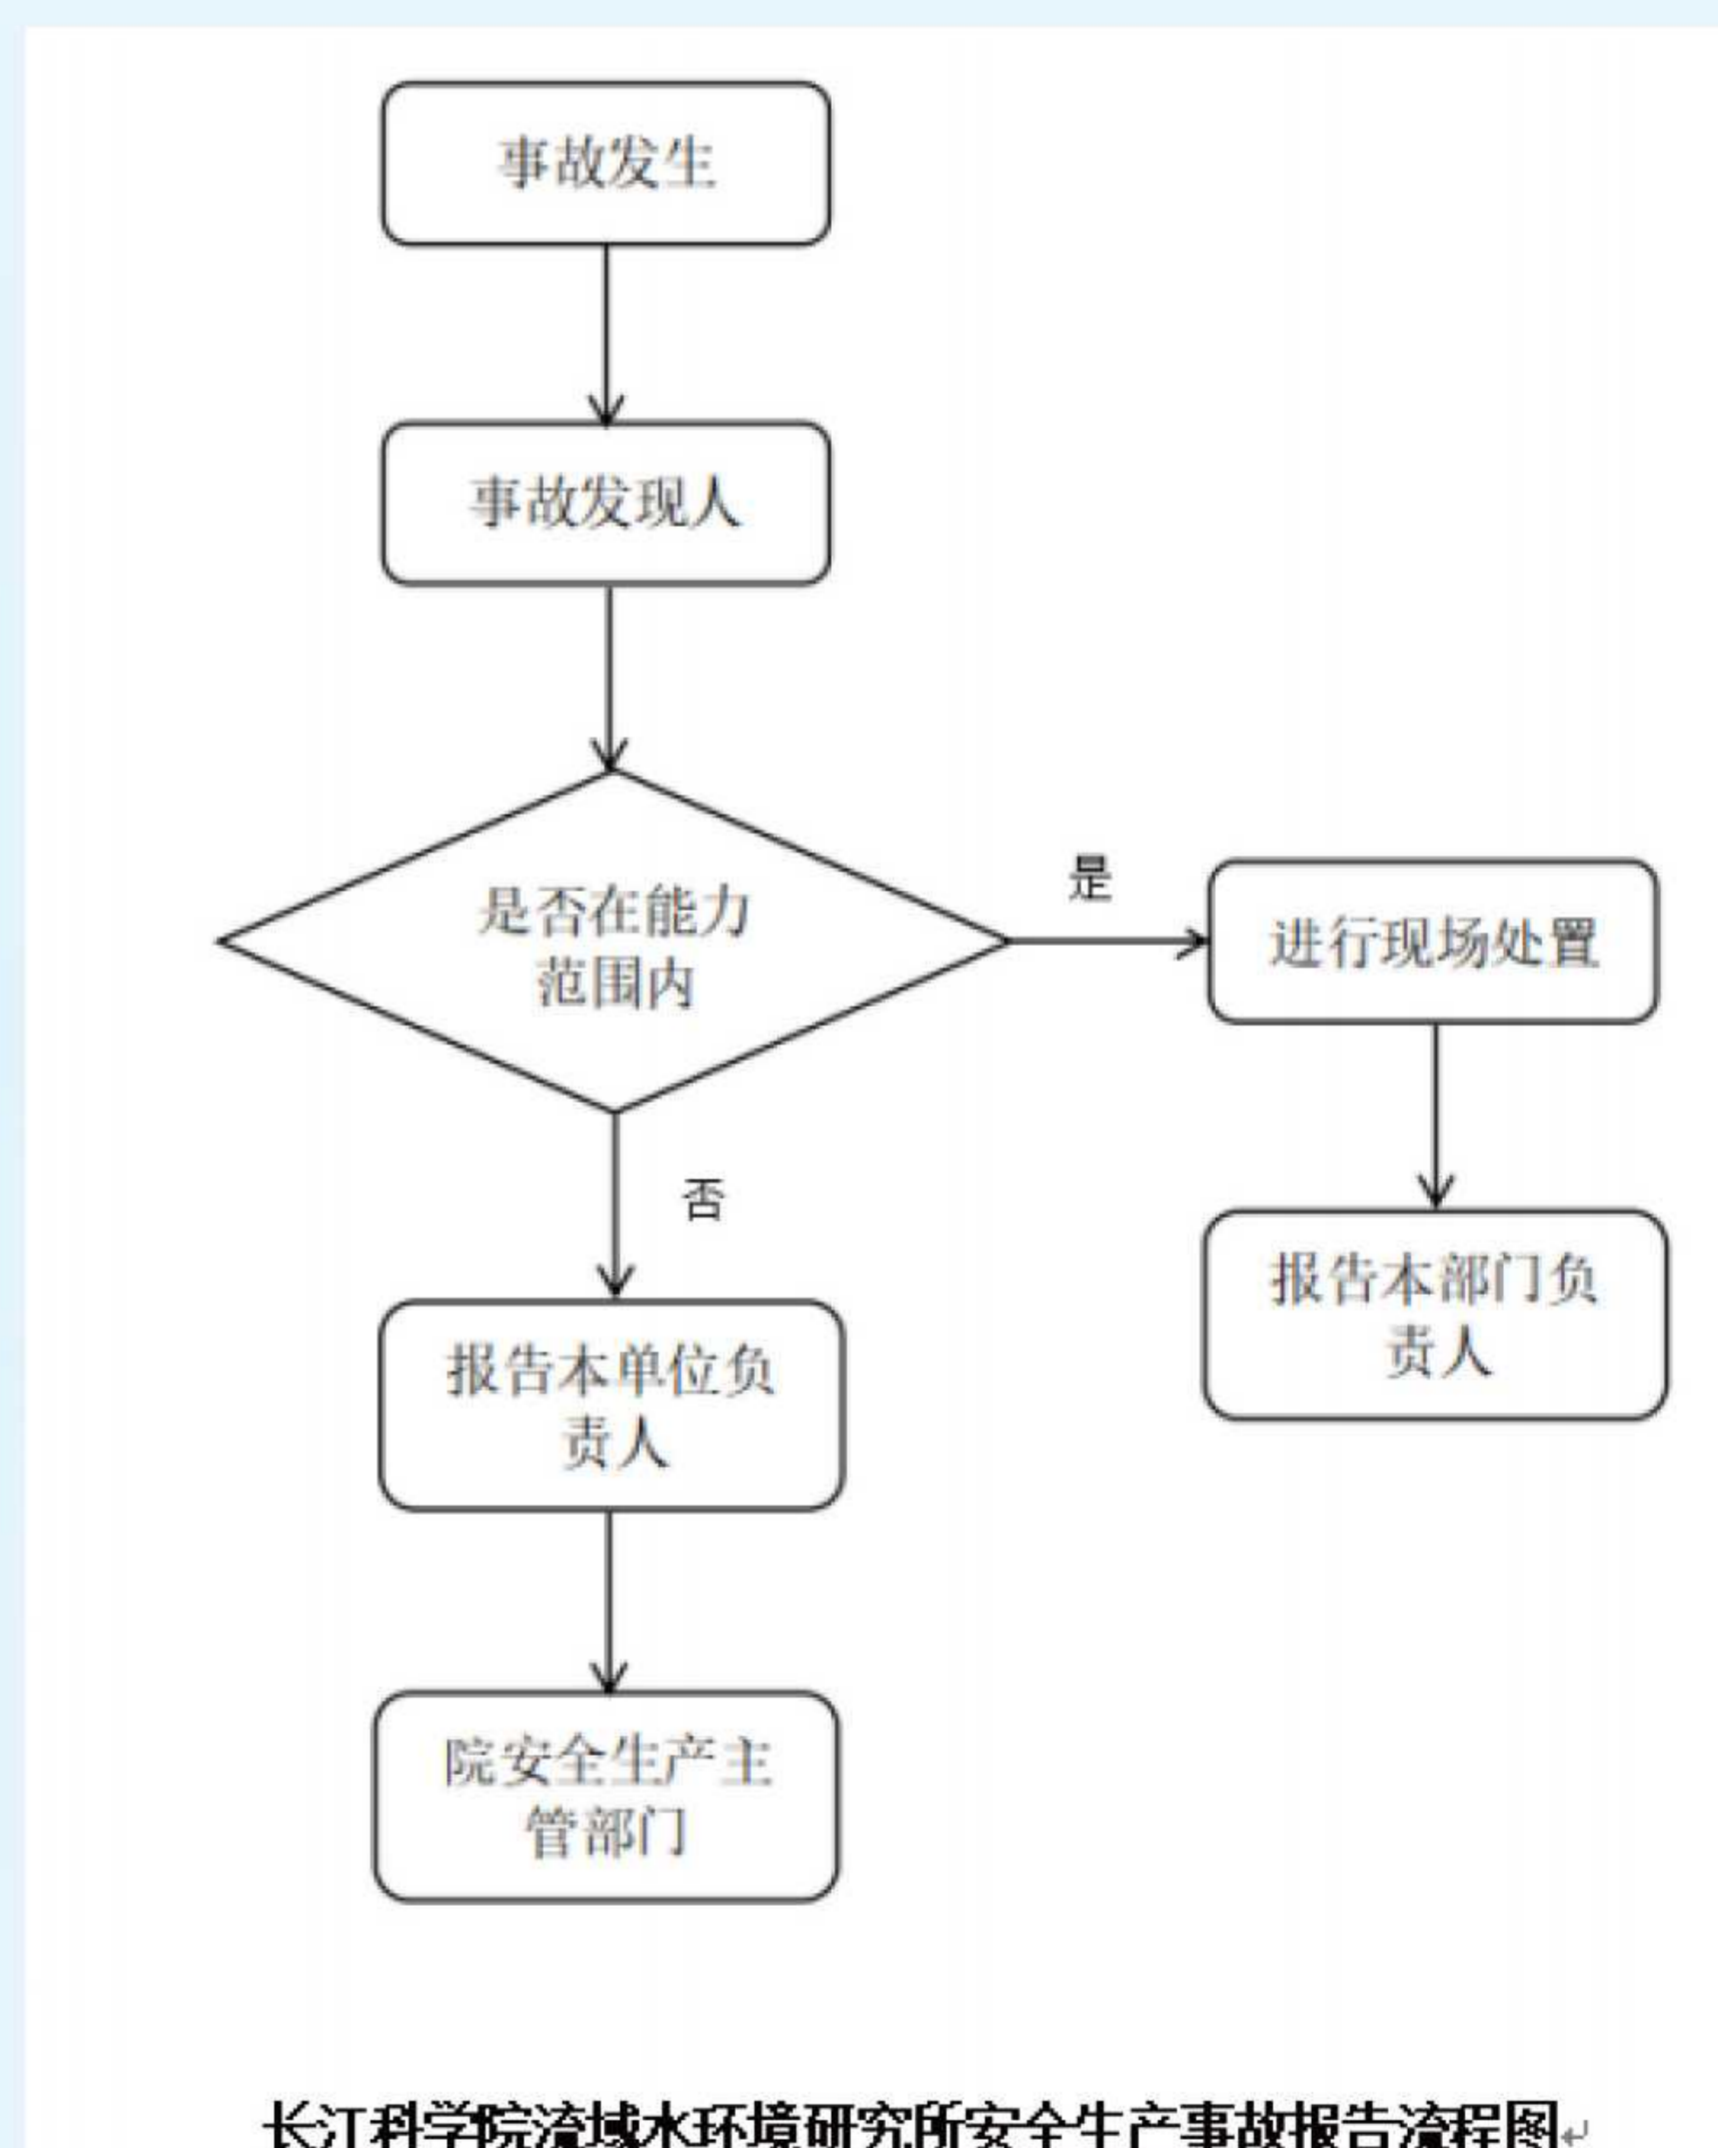 事故发生
事故发现人
是否在能力
范围内
是
进行现场处置
否
报告本部门负
责人
报告本单位负
责人
院安全生产主
管部门
长江科学院流域水环境研究所安全生产事故报告流程图